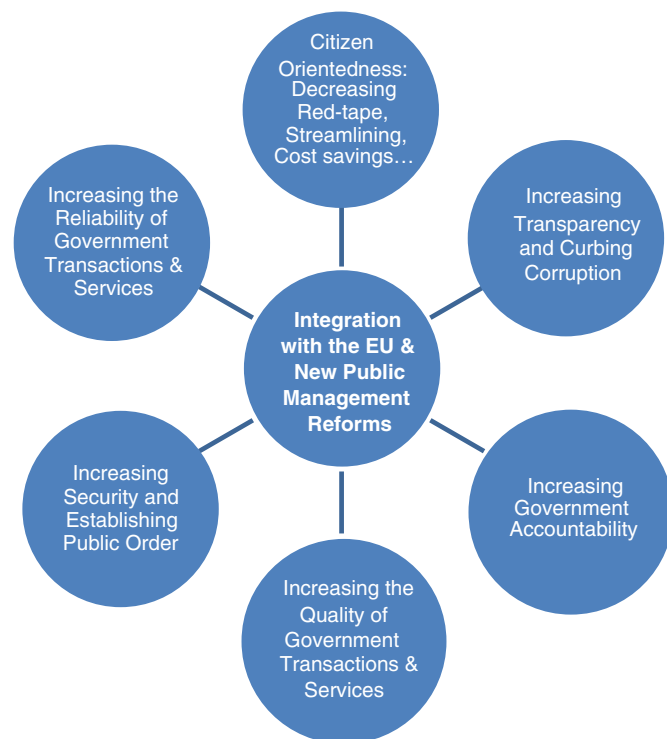 Citizen
Orientedness:
Decreasing
Red-tape,
Streamlining,
Cost savings…
Increasing
Transparency
and Curbing
Corruption
Increasing
Government
Accountability
Increasing the
Quality of
Government
Transactions &
Services
Increasing
Security and
Establishing
Public Order
Increasing the
Reliability of
Government
Transactions &
Services
Integration
with the EU &
New Public
Management
Reforms